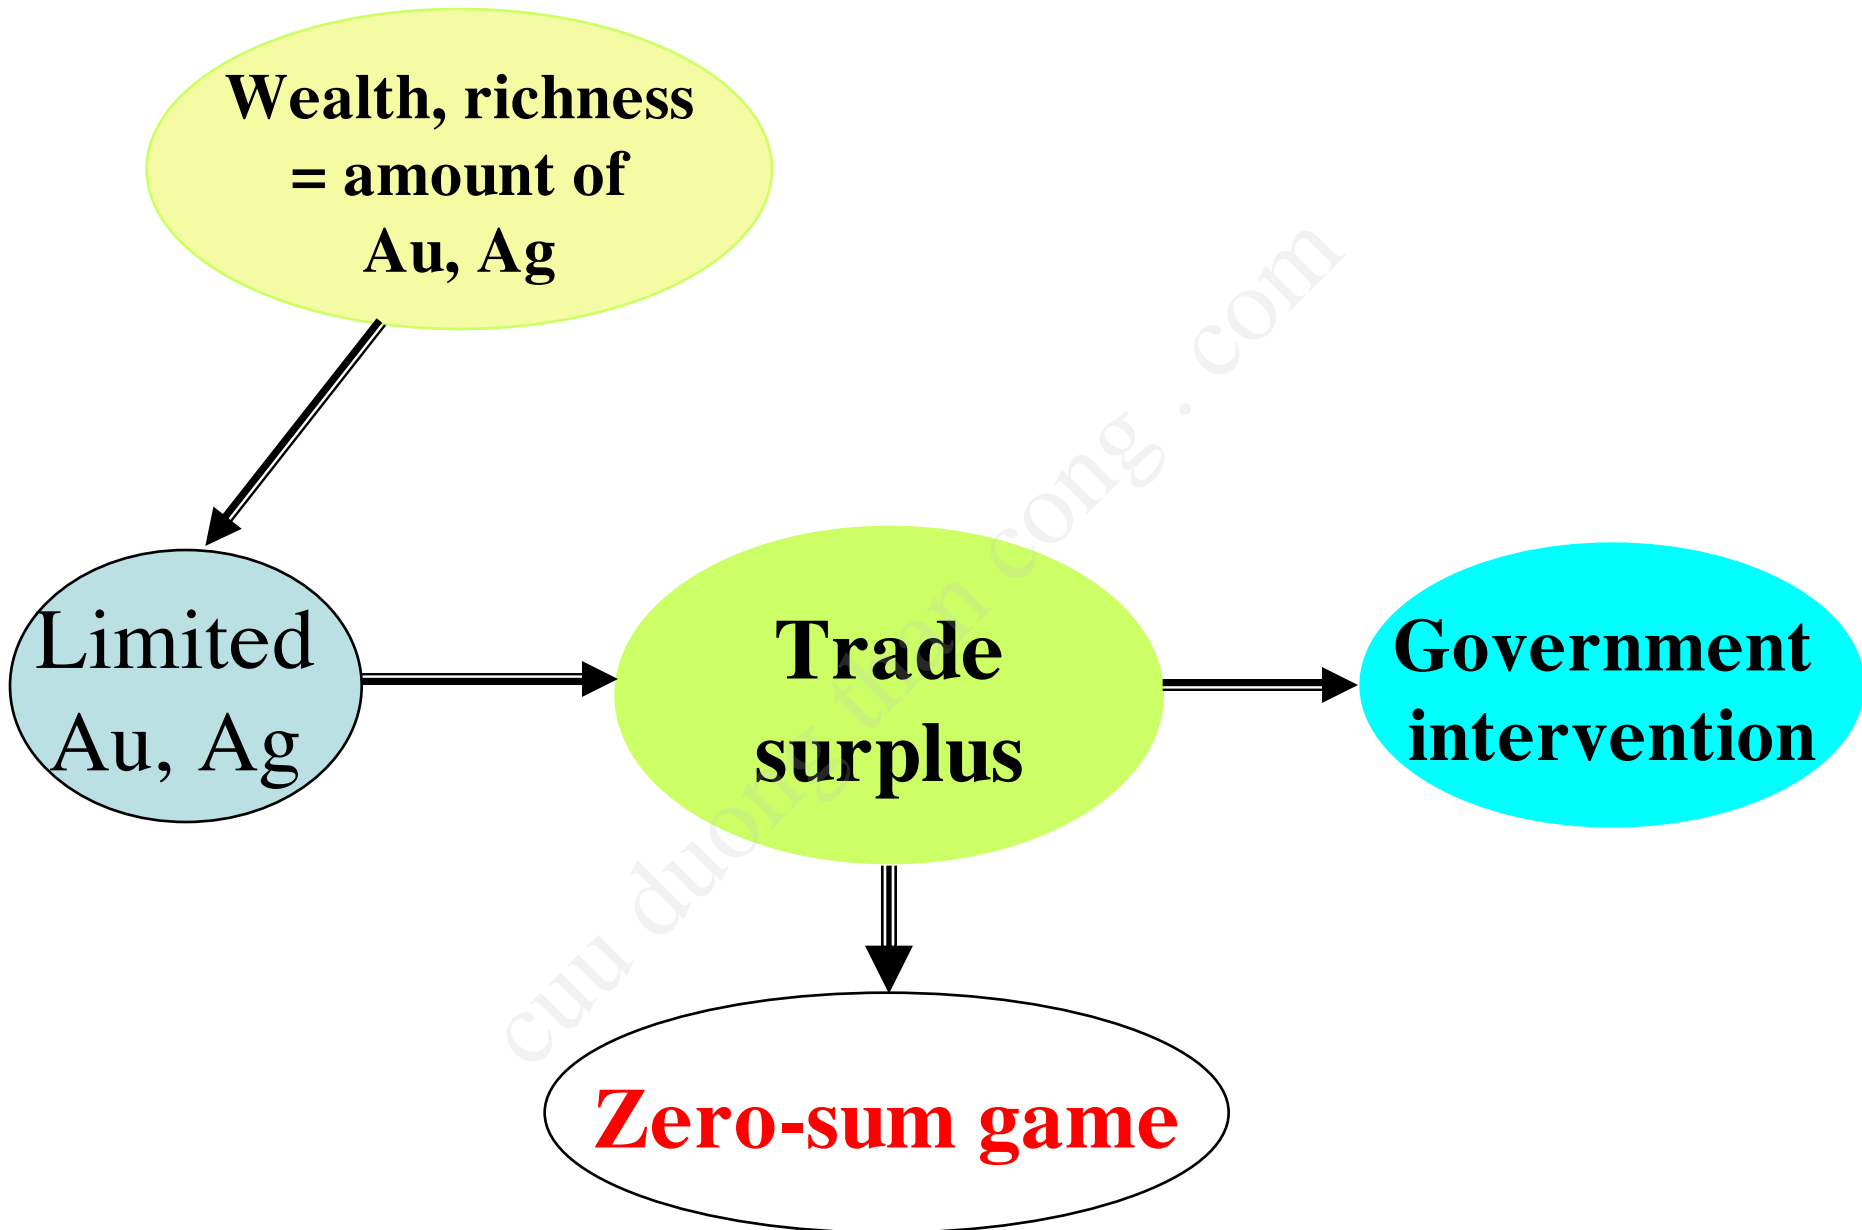 Wealth, richness
= amount of
Au, Ag
Limited
Au, Ag
Trade
surplus
Government
intervention
Zero-sum game
cuu duong than cong . com